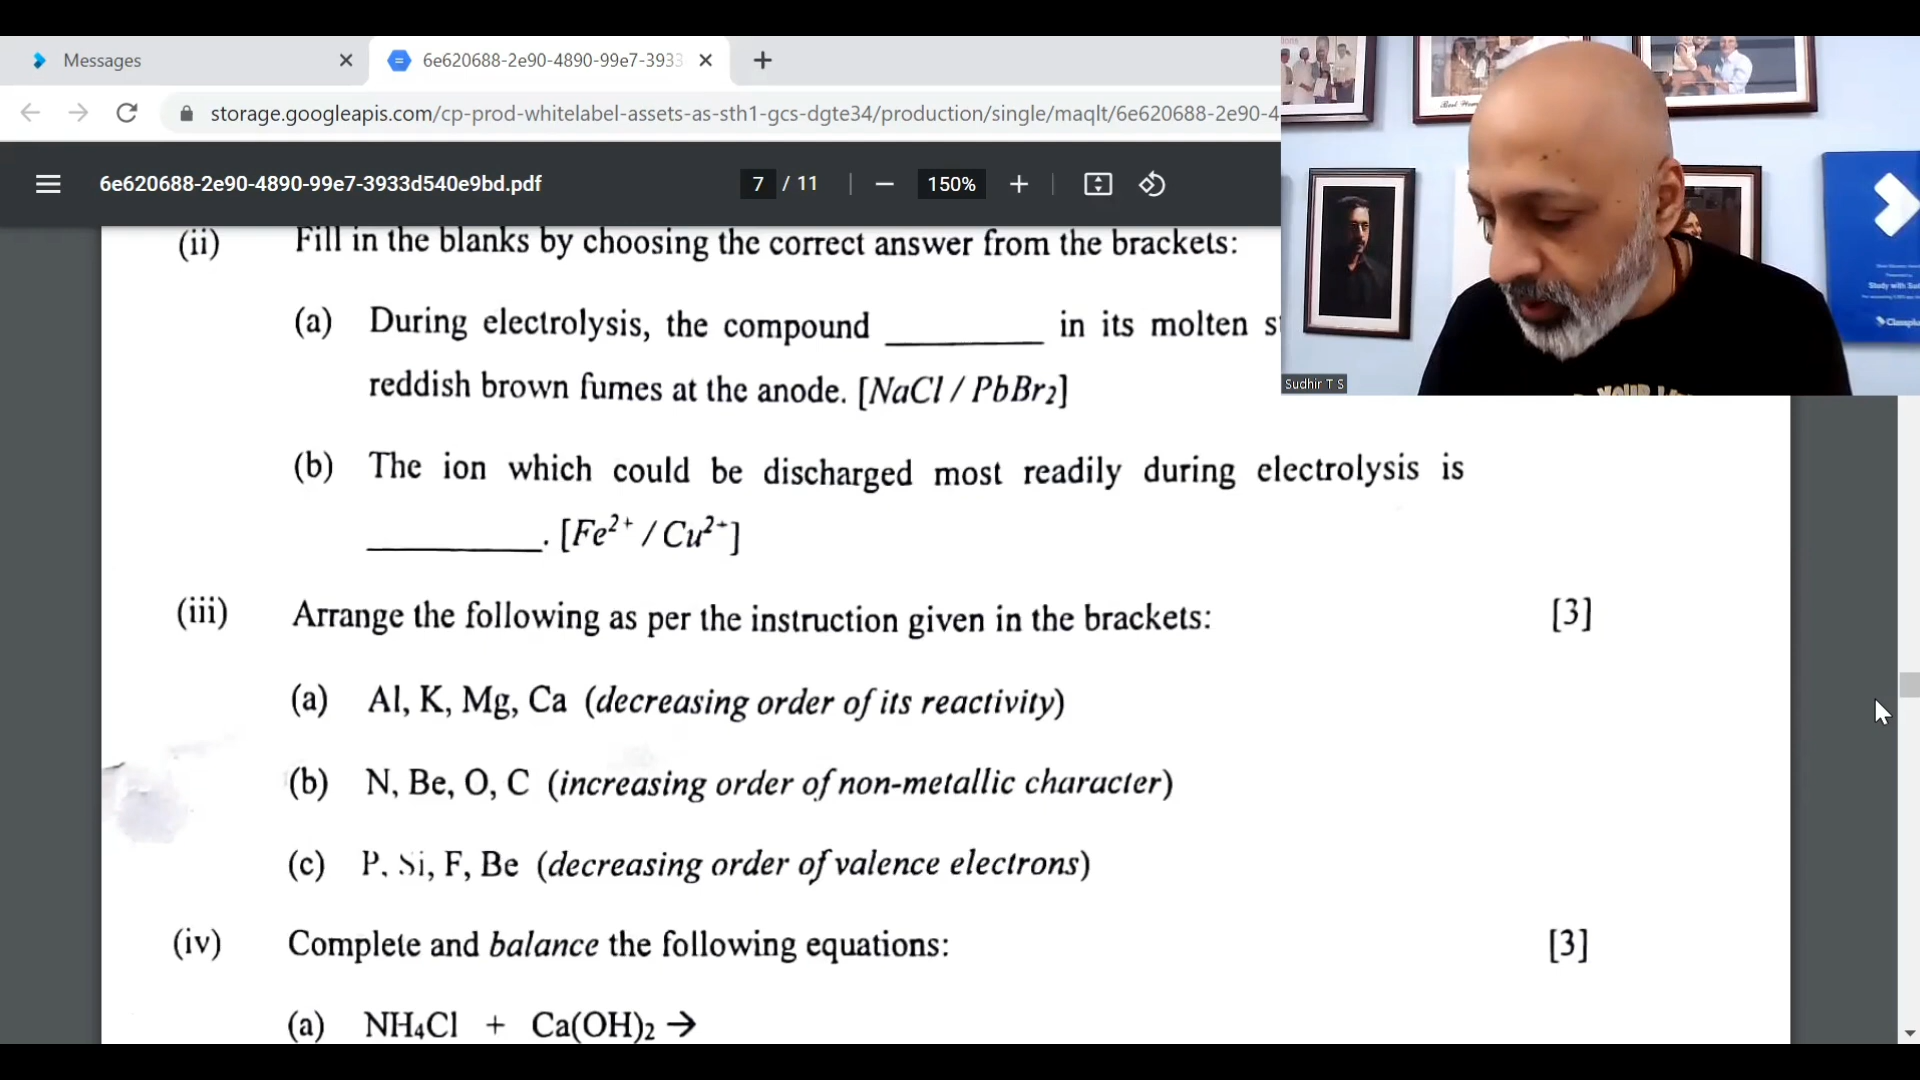 Messages
6e620688-2e90-4890-99e7-3933
storage.googleapis.com/cp-prod-whitelabel-assets-as-sth1-gcs-dgte34/production/single/maqlt/6e620688-2e90-4
6e620688-2e90-4890-99e7-3933d540e9bd.pdf
7 / 11
150%
(ii) Fill in the blanks by choosing the correct answer from the brackets:
(a) During electrolysis, the compound _________ in its molten s
reddish brown fumes at the anode. [NaCl / PbBr₂]
(b) The ion which could be discharged most readily during electrolysis is
__________. [Fe²⁺ / Cu²⁺]
(iii) Arrange the following as per the instruction given in the brackets: [3]
(a) Al, K, Mg, Ca (decreasing order of its reactivity)
(b) N, Be, O, C (increasing order of non-metallic character)
(c) P, Si, F, Be (decreasing order of valence electrons)
(iv) Complete and balance the following equations: [3]
(a) NH₄Cl + Ca(OH)₂ →
Sudhir T S